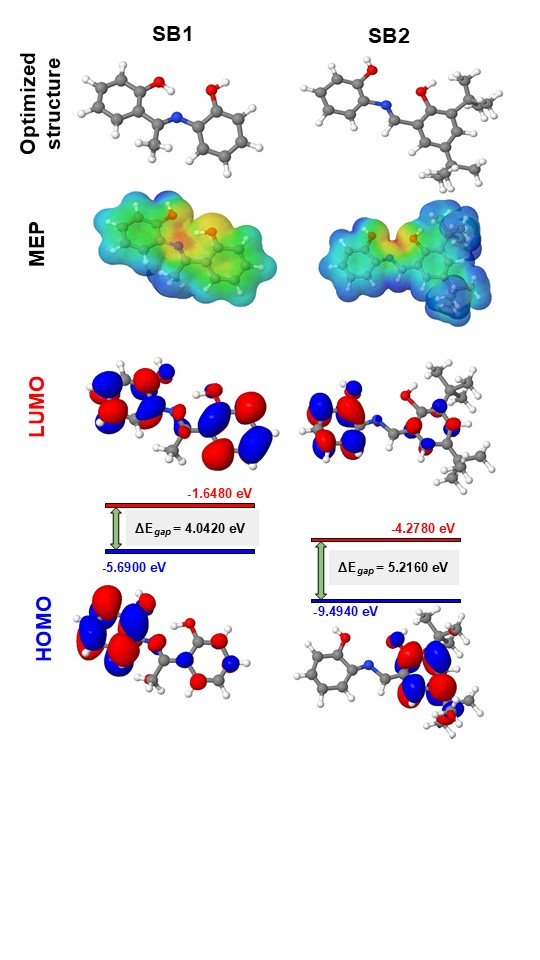 SB1
SB2
Optimized
structure
MEP
LUMO
-1.6480 eV
ΔEgap = 4.0420 eV
-5.6900 eV
-4.2780 eV
ΔEgap = 5.2160 eV
-9.4940 eV
HOMO